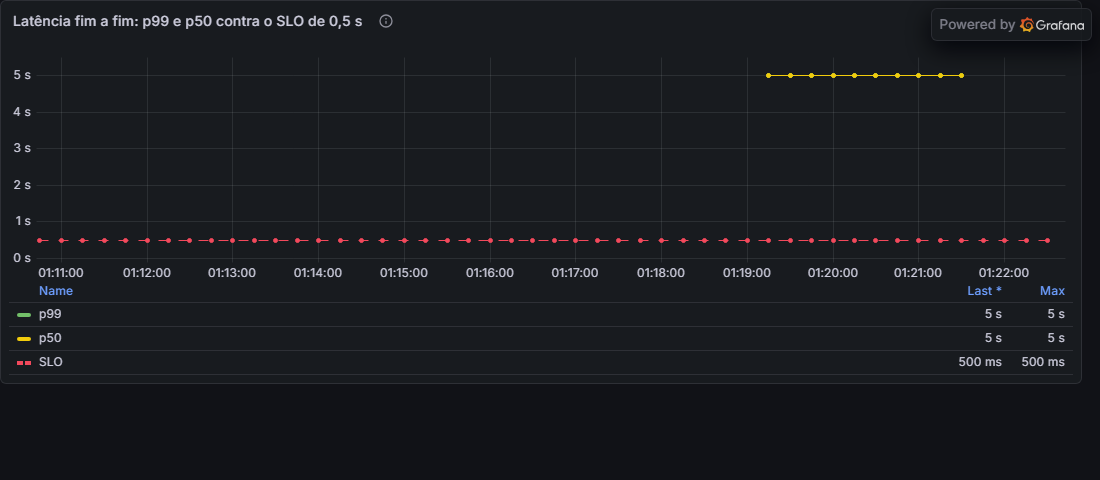 Latência fim a fim: p99 e p50 contra o SLO de 0,5 s
Powered by Grafana
5 s
4 s
3 s
2 s
1 s
0 s
01:11:00 01:12:00 01:13:00 01:14:00 01:15:00 01:16:00 01:17:00 01:18:00 01:19:00 01:20:00 01:21:00 01:22:00
Name Last * Max
p99 5 s 5 s
p50 5 s 5 s
SLO 500 ms 500 ms